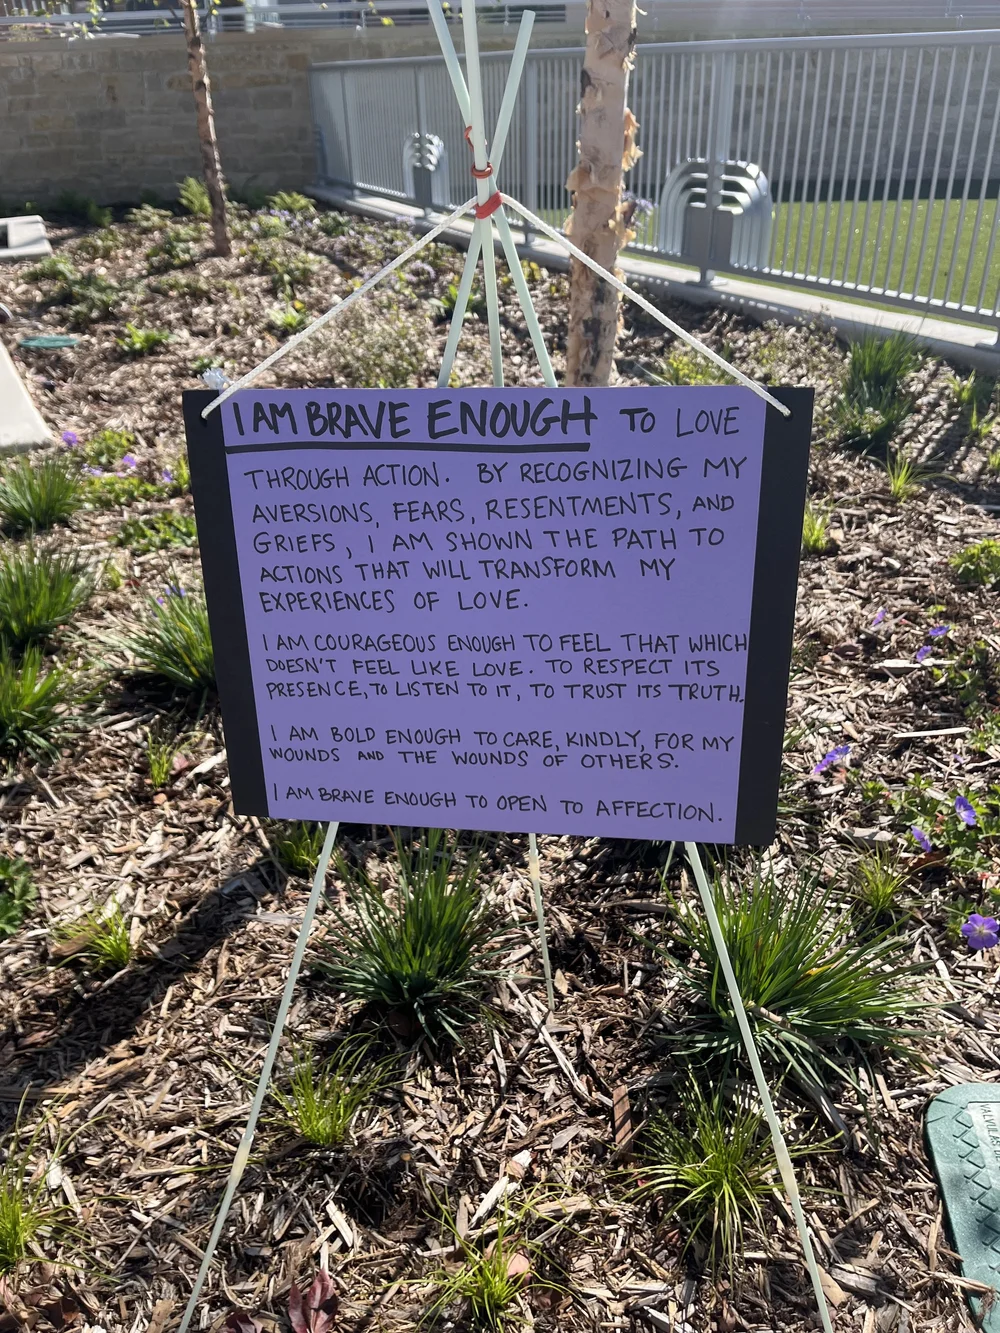 I AM BRAVE ENOUGH TO LOVE
THROUGH ACTION. BY RECOGNIZING MY
AVERSIONS, FEARS, RESENTMENTS, AND
GRIEFS, I AM SHOWN THE PATH TO
ACTIONS THAT WILL TRANSFORM MY
EXPERIENCES OF LOVE.
I AM COURAGEOUS ENOUGH TO FEEL THAT WHICH
DOESN'T FEEL LIKE LOVE. TO RESPECT ITS
PRESENCE, TO LISTEN TO IT, TO TRUST ITS TRUTH.
I AM BOLD ENOUGH TO CARE, KINDLY, FOR MY
WOUNDS AND THE WOUNDS OF OTHERS.
I AM BRAVE ENOUGH TO OPEN TO AFFECTION.